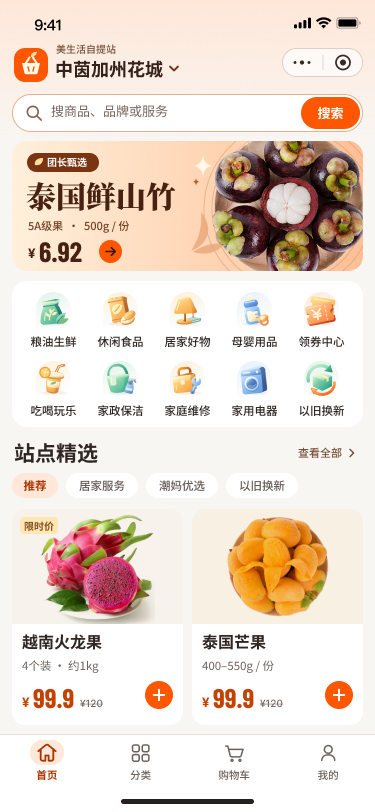 9:41
美生活自提站
中茵加州花城
搜商品、品牌或服务
搜索
团长甄选
泰国鲜山竹
5A级果 · 500g / 份
¥ 6.92
粮油生鲜 休闲食品 居家好物 母婴用品 领券中心
吃喝玩乐 家政保洁 家庭维修 家用电器 以旧换新
站点精选
查看全部
推荐 居家服务 潮妈优选 以旧换新
限时价
越南火龙果
4个装 · 约1kg
¥ 99.9 ¥120
泰国芒果
400–550g / 份
¥ 99.9 ¥120
首页 分类 购物车 我的